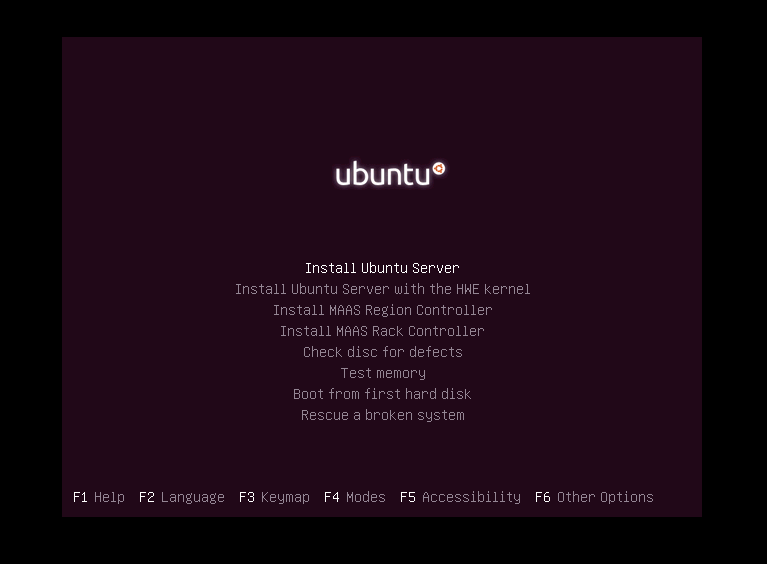 ubuntu
Install Ubuntu Server
Install Ubuntu Server with the HWE kernel
Install MAAS Region Controller
Install MAAS Rack Controller
Check disc for defects
Test memory
Boot from first hard disk
Rescue a broken system
F1 Help F2 Language F3 Keymap F4 Modes F5 Accessibility F6 Other Options